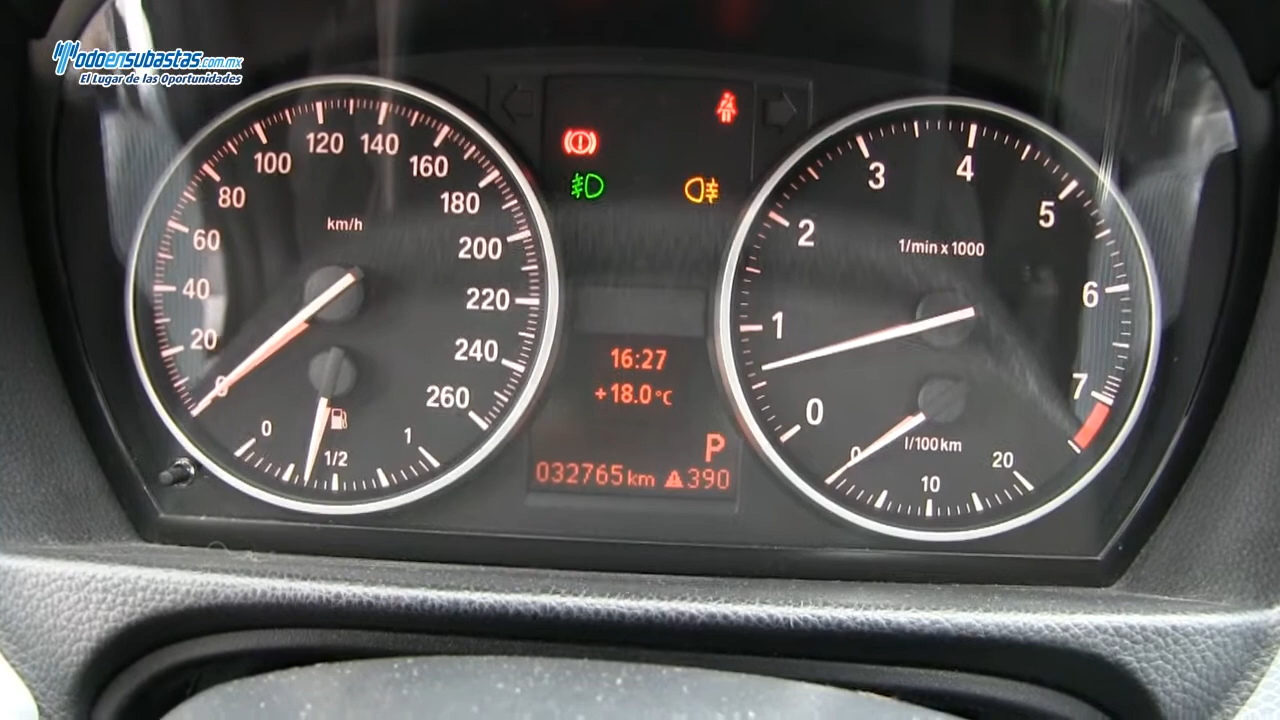 todoensubastas.com.mx
El Lugar de las Oportunidades
0 20 40 60 80 100 120 140 160 180 200 220 240 260
km/h
0 1/2 1
16:27
+18.0°C
P
032765 km 390
0 1 2 3 4 5 6 7
1/min x 1000
0 10 20
l/100 km